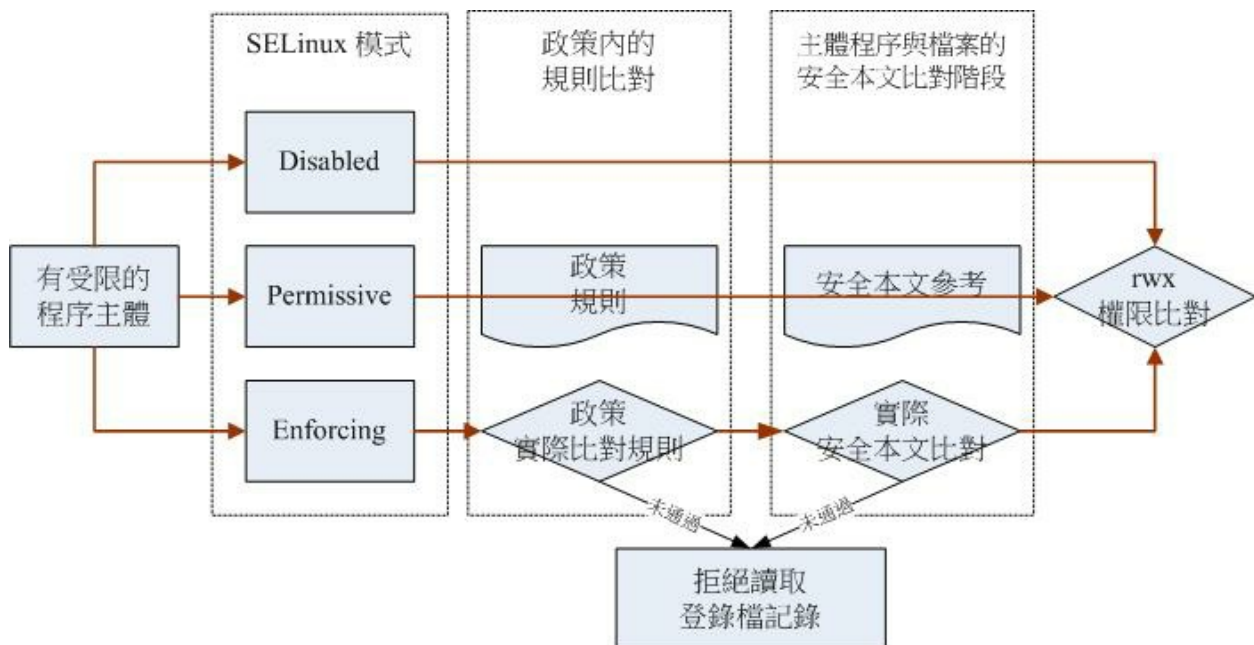 SELinux 模式
政策內的
規則比對
主體程序與檔案的
安全本文比對階段
Disabled
有受限的
程序主體
Permissive
政策
規則
安全本文參考
rwx
權限比對
Enforcing
政策
實際比對規則
實際
安全本文比對
未通過
未通過
拒絕讀取
登錄檔記錄